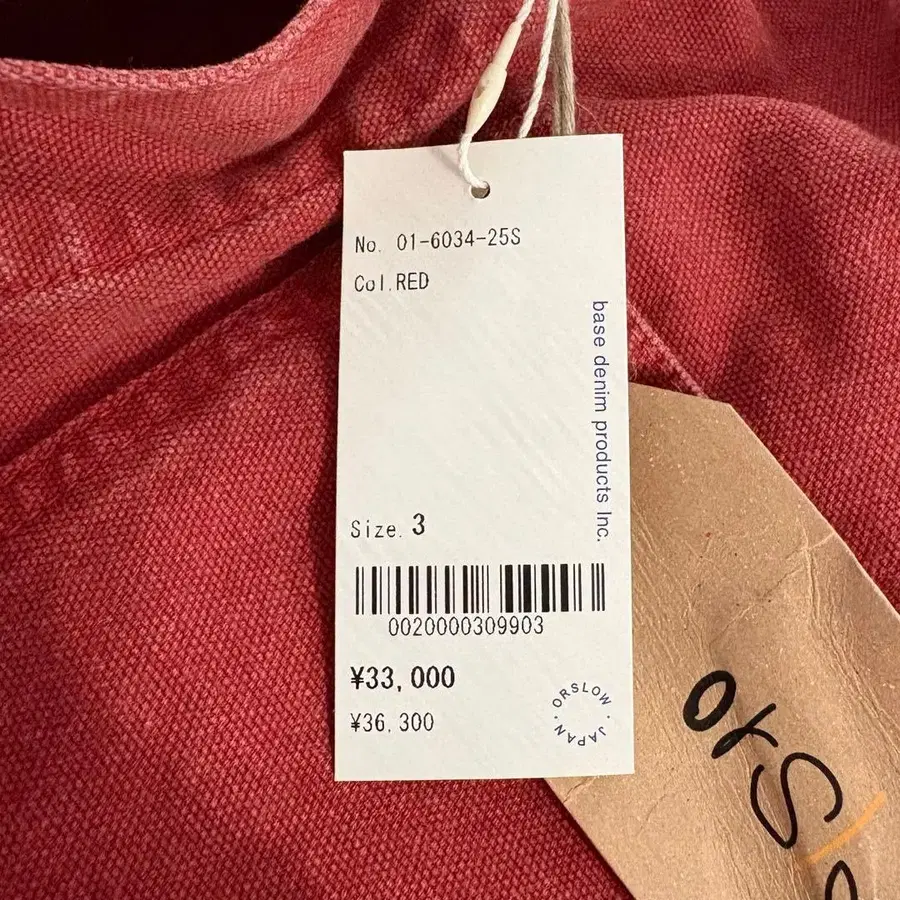 No. 01-6034-25S
Col.RED
base denim products Inc.
Size. 3
0020000309903
¥33,000
¥36,300
ORSLOW · JAPAN ·
orSl